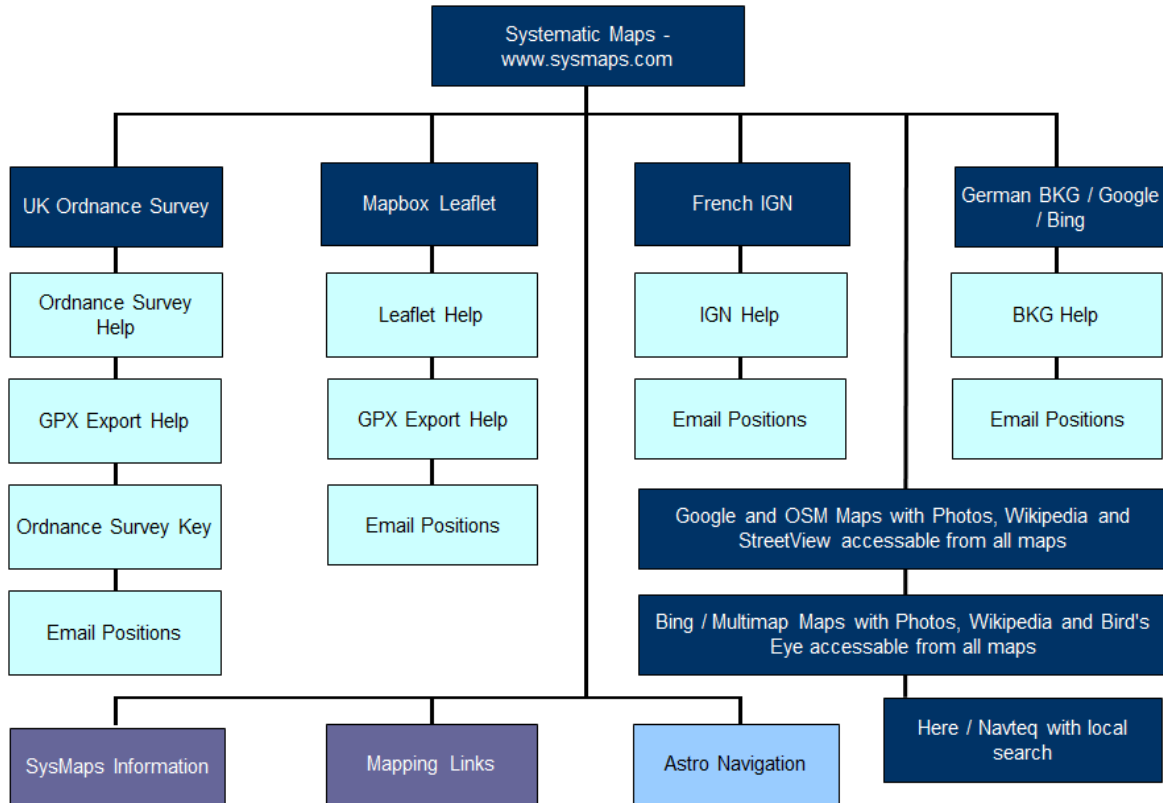 Systematic Maps -
www.sysmaps.com
UK Ordnance Survey
Mapbox Leaflet
French IGN
German BKG / Google
/ Bing
Ordnance Survey
Help
Leaflet Help
IGN Help
BKG Help
GPX Export Help
GPX Export Help
Email Positions
Email Positions
Ordnance Survey Key
Email Positions
Google and OSM Maps with Photos, Wikipedia and
StreetView accessable from all maps
Email Positions
Bing / Multimap Maps with Photos, Wikipedia and Bird's
Eye accessable from all maps
SysMaps Information
Mapping Links
Astro Navigation
Here / Navteq with local
search